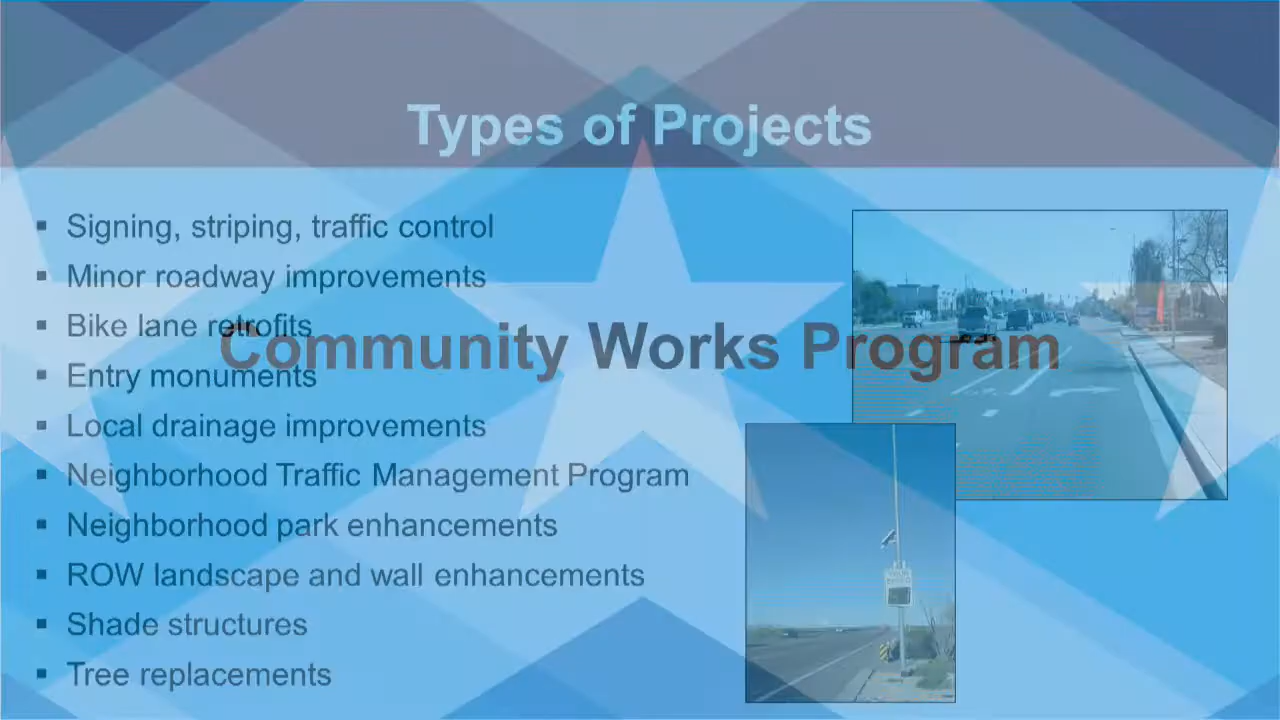 Types of Projects
Signing, striping, traffic control
Minor roadway improvements
Bike lane retrofits
Community Works Program
Entry monuments
Local drainage improvements
Neighborhood Traffic Management Program
Neighborhood park enhancements
ROW landscape and wall enhancements
Shade structures
Tree replacements